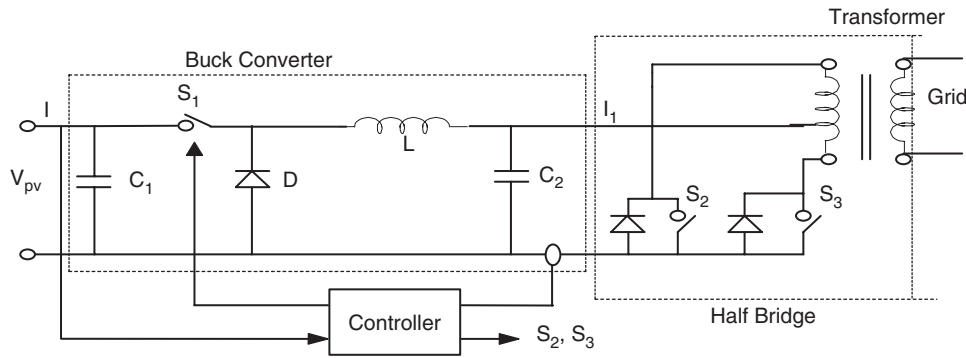 Transformer
Buck Converter
S1
I
I1
Grid
L
Vpv
C1
D
C2
S2
S3
Controller
S2, S3
Half Bridge